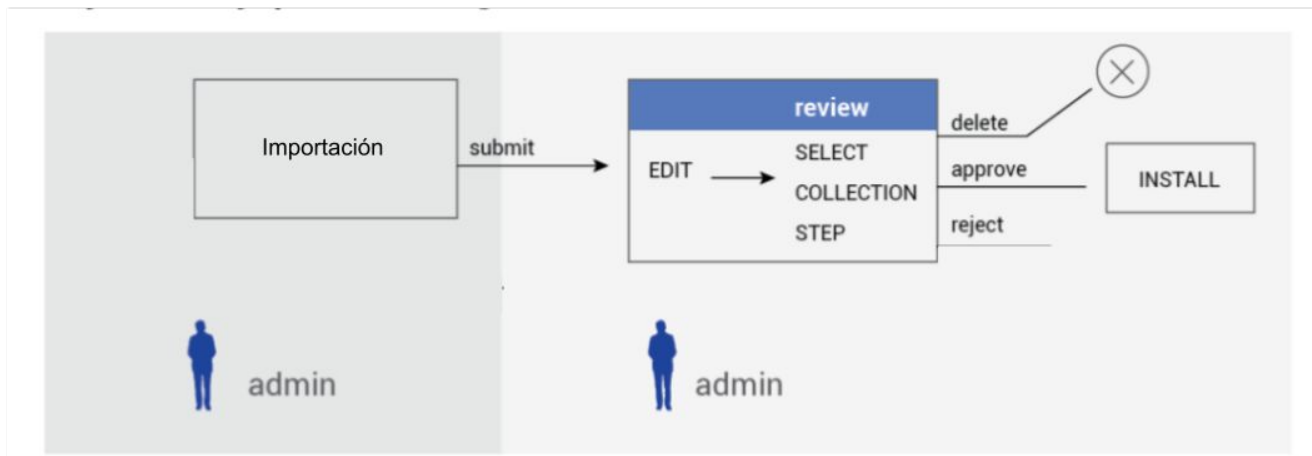 Importación
submit
review
EDIT
SELECT
COLLECTION
STEP
delete
approve
reject
INSTALL
admin
admin